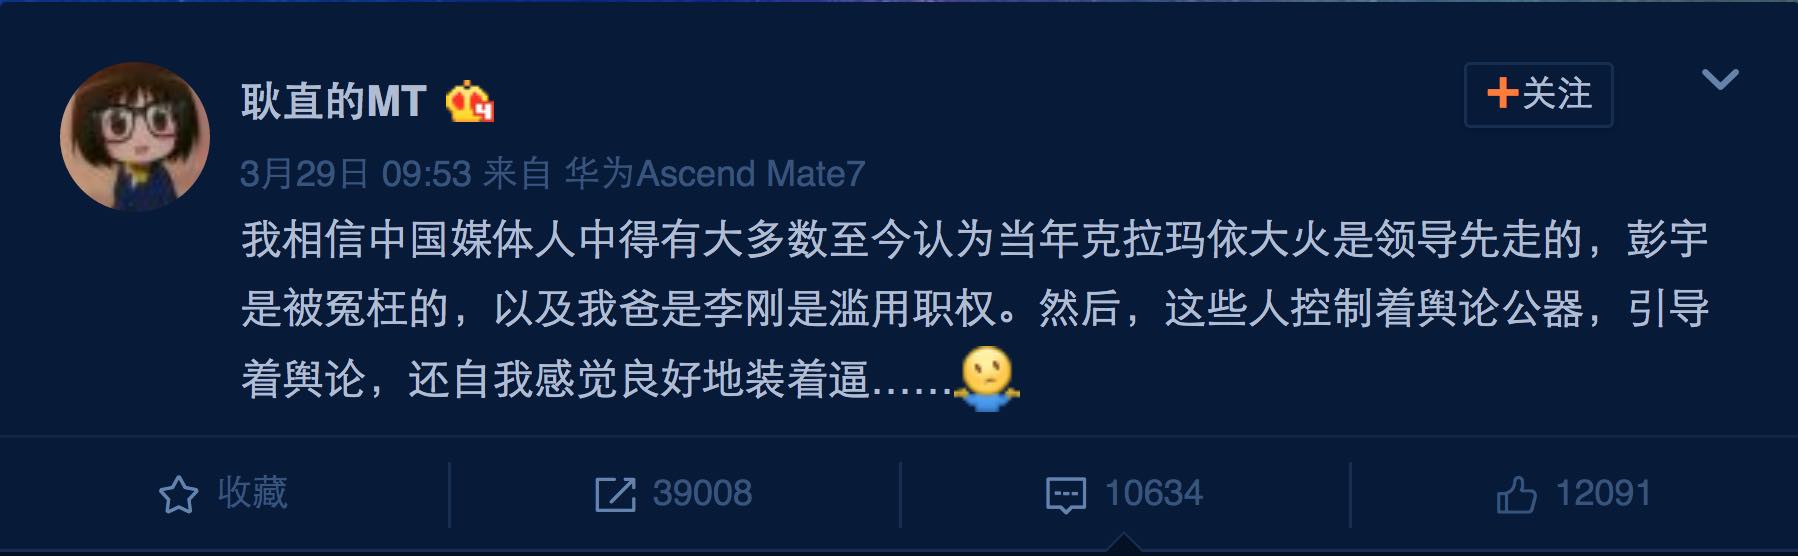 耿直的MT
+关注
3月29日 09:53 来自 华为Ascend Mate7
我相信中国媒体人中得有大多数至今认为当年克拉玛依大火是领导先走的，彭宇
是被冤枉的，以及我爸是李刚是滥用职权。然后，这些人控制着舆论公器，引导
着舆论，还自我感觉良好地装着逼……
收藏
39008
10634
12091